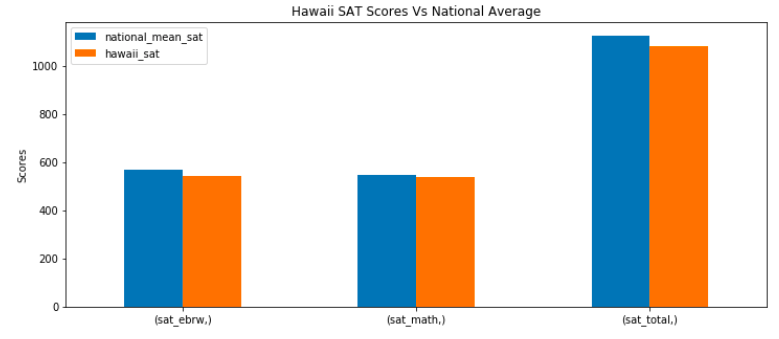 Hawaii SAT Scores Vs National Average
national_mean_sat
hawaii_sat
Scores
1000
800
600
400
200
0
(sat_ebrw,)
(sat_math,)
(sat_total,)